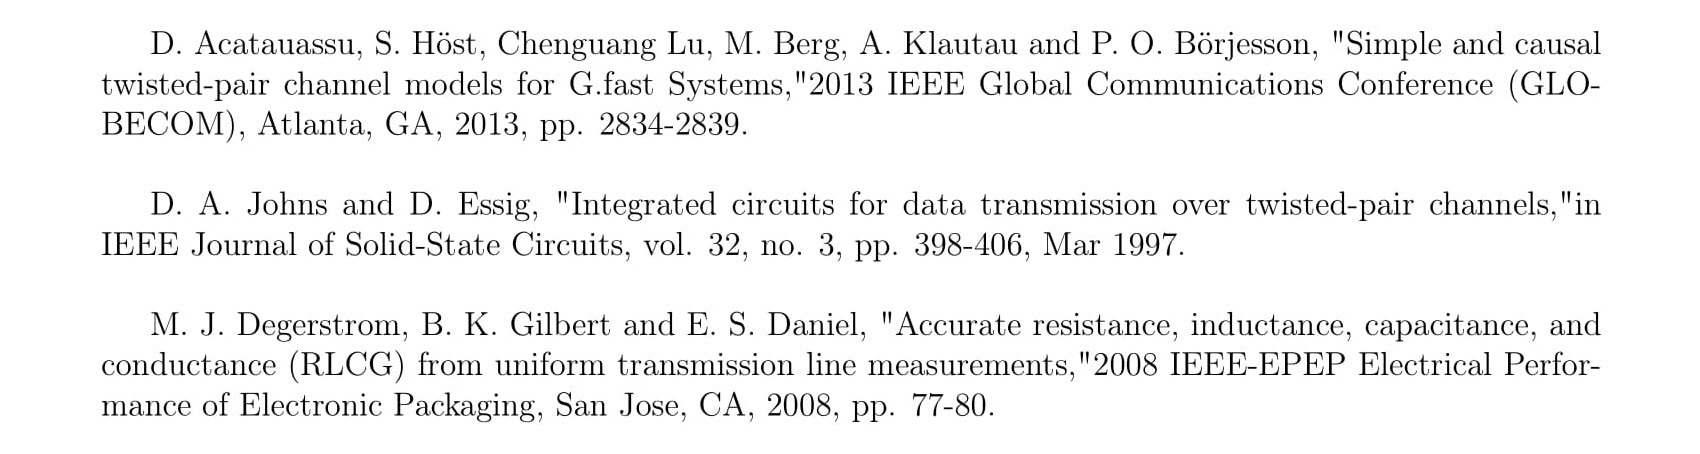 D. Acatauassu, S. Höst, Chenguang Lu, M. Berg, A. Klautau and P. O. Börjesson, "Simple and causal
twisted-pair channel models for G.fast Systems,"2013 IEEE Global Communications Conference (GLO-
BECOM), Atlanta, GA, 2013, pp. 2834-2839.
D. A. Johns and D. Essig, "Integrated circuits for data transmission over twisted-pair channels,"in
IEEE Journal of Solid-State Circuits, vol. 32, no. 3, pp. 398-406, Mar 1997.
M. J. Degerstrom, B. K. Gilbert and E. S. Daniel, "Accurate resistance, inductance, capacitance, and
conductance (RLCG) from uniform transmission line measurements,"2008 IEEE-EPEP Electrical Perfor-
mance of Electronic Packaging, San Jose, CA, 2008, pp. 77-80.